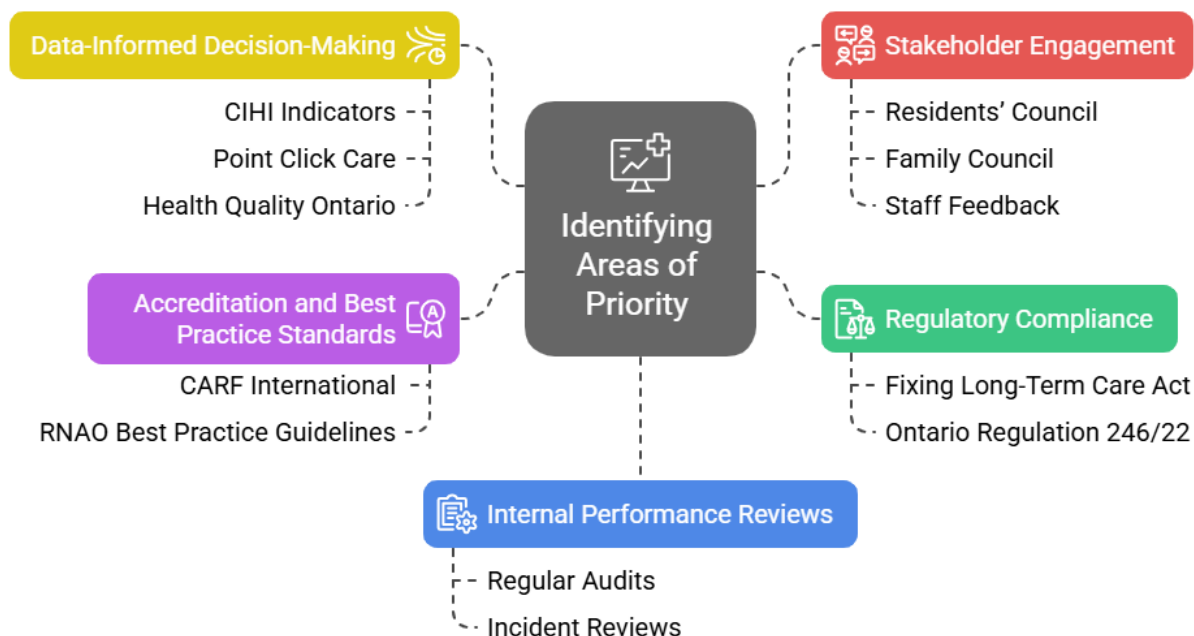 Data-Informed Decision-Making
CIHI Indicators
Point Click Care
Health Quality Ontario
Stakeholder Engagement
Residents’ Council
Family Council
Staff Feedback
Identifying
Areas of
Priority
Accreditation and Best
Practice Standards
A
CARF International
RNAO Best Practice Guidelines
Regulatory Compliance
Fixing Long-Term Care Act
Ontario Regulation 246/22
Internal Performance Reviews
Regular Audits
Incident Reviews